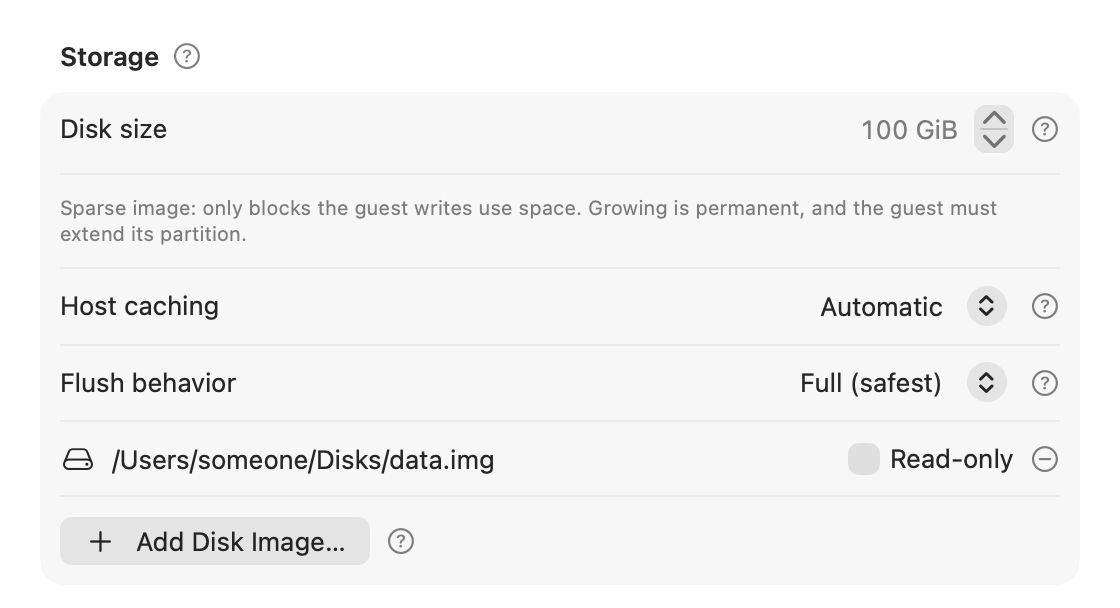 Storage
Disk size
100 GiB
Sparse image: only blocks the guest writes use space. Growing is permanent, and the guest must
extend its partition.
Host caching
Automatic
Flush behavior
Full (safest)
/Users/someone/Disks/data.img
Read-only
Add Disk Image...